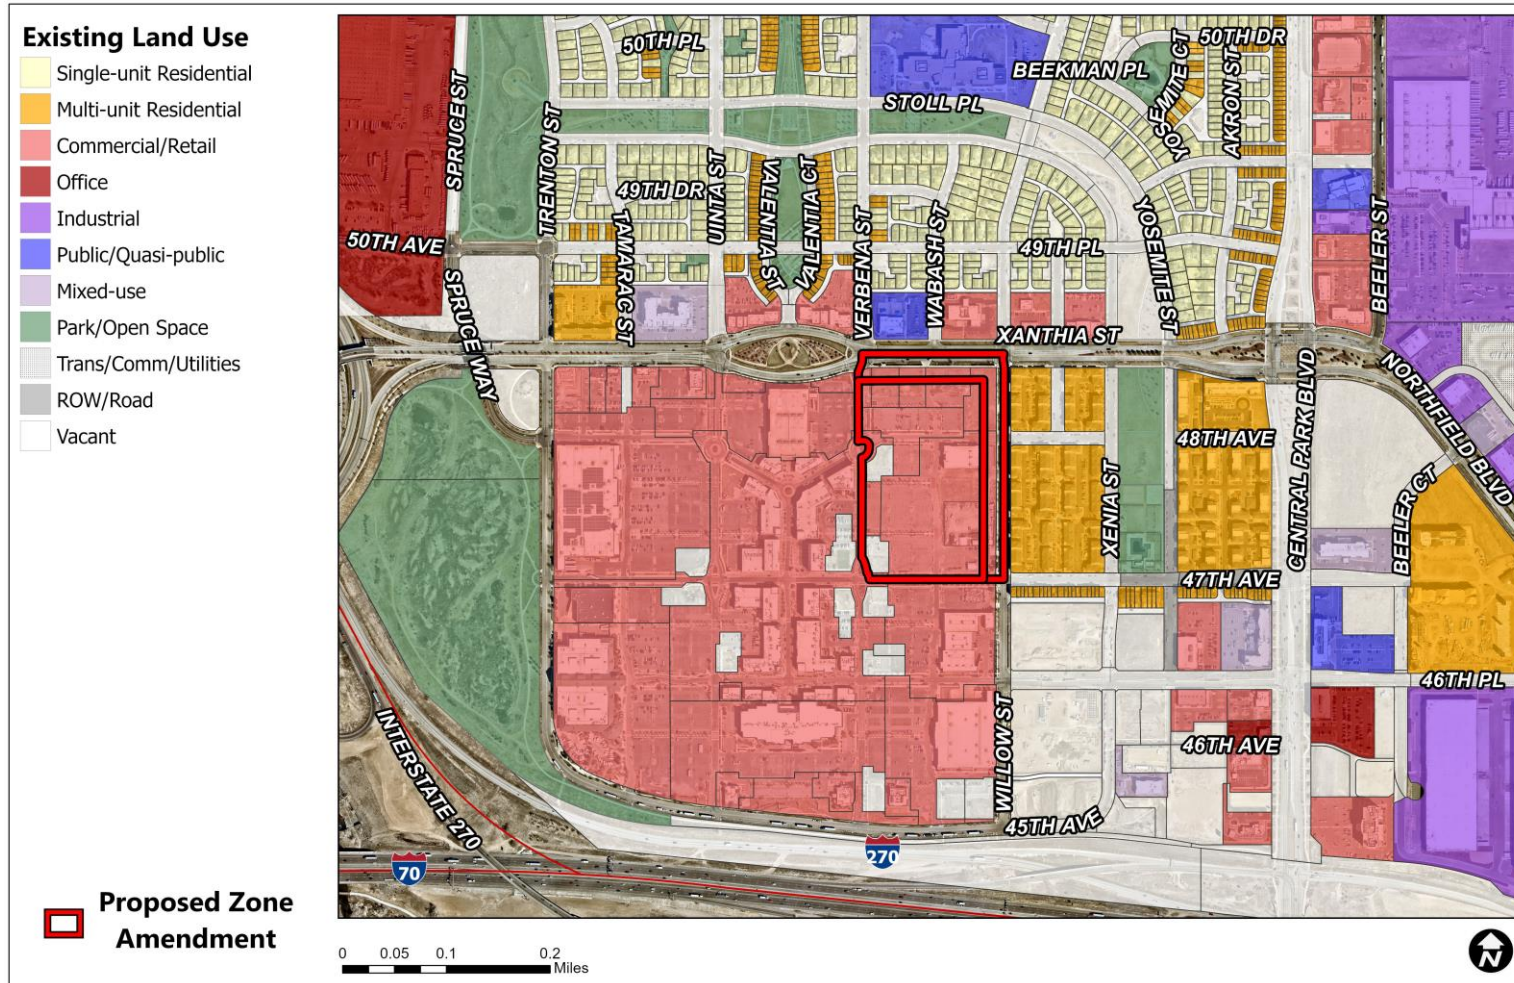 Existing Land Use
Single-unit Residential
Multi-unit Residential
Commercial/Retail
Office
Industrial
Public/Quasi-public
Mixed-use
Park/Open Space
Trans/Comm/Utilities
ROW/Road
Vacant
Proposed Zone
Amendment
0 0.05 0.1 0.2
Miles
N
50TH PL
50TH DR
BEEKMAN PL
YOSEMITE CT
AKRON ST
STOLL PL
SPRUCE ST
TRENTON ST
UINTA ST
VALENTIA ST
VALENTIA CT
49TH DR
TAMARAC ST
VERBENA ST
WABASH ST
49TH PL
YOSEMITE ST
BEELER ST
50TH AVE
SPRUCE WAY
XANTHIA ST
CENTRAL PARK BLVD
NORTHFIELD BLVD
48TH AVE
XENIA ST
BEELER CT
47TH AVE
46TH PL
WILLOW ST
46TH AVE
45TH AVE
INTERSTATE 270
70
270